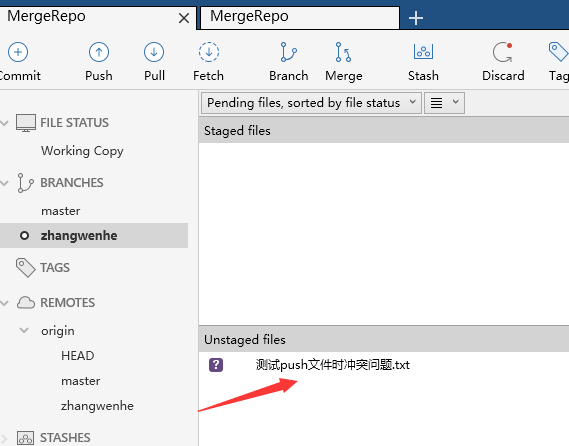 MergeRepo
MergeRepo
Commit
Push
Pull
Fetch
Branch
Merge
Stash
Discard
Tag
FILE STATUS
Working Copy
BRANCHES
master
zhangwenhe
TAGS
REMOTES
origin
HEAD
master
zhangwenhe
STASHES
Pending files, sorted by file status
Staged files
Unstaged files
? 测试push文件时冲突问题.txt